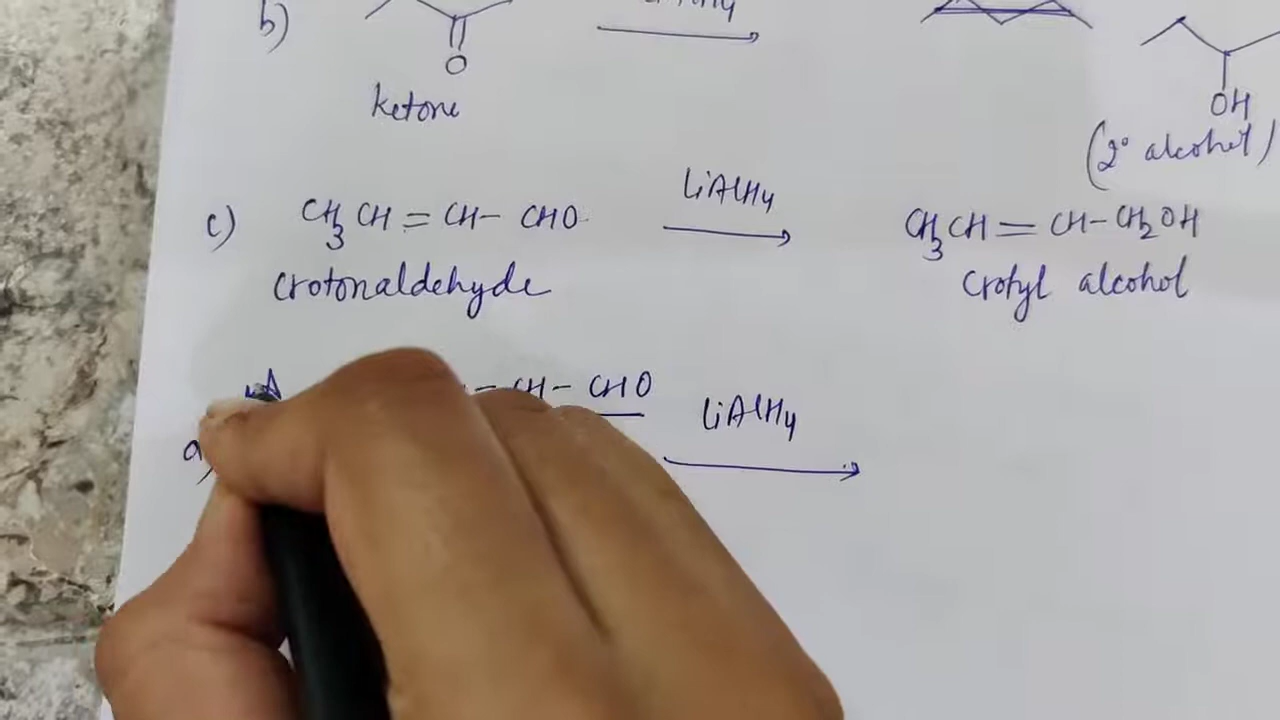 b) O
ketone
OH
(2° alcohol)
c) CH3CH=CH-CHO LiAlH4 CH3CH=CH-CH2OH
crotonaldehyde crotyl alcohol
-CH-CHO LiAlH4
a)